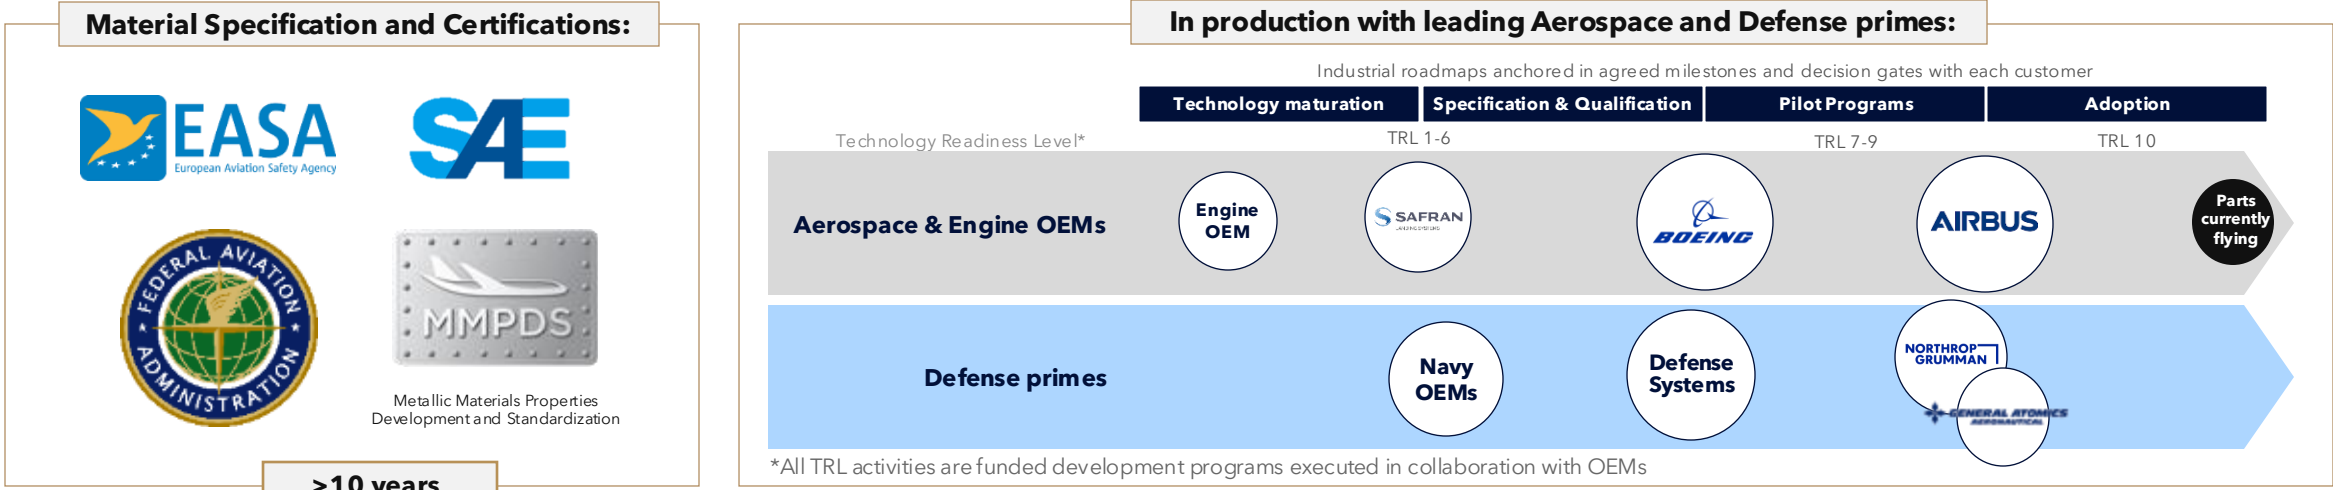 Material Specification and Certifications:
EASA
European Aviation Safety Agency
SAE
FEDERAL AVIATION ADMINISTRATION
MMPDS
Metallic Materials Properties
Development and Standardization
>10 years
In production with leading Aerospace and Defense primes:
Industrial roadmaps anchored in agreed milestones and decision gates with each customer
Technology maturation
Specification & Qualification
Pilot Programs
Adoption
Technology Readiness Level*
TRL 1-6
TRL 7-9
TRL 10
Aerospace & Engine OEMs
Engine
OEM
SAFRAN
LANDING SYSTEMS
BOEING
AIRBUS
Parts
currently
flying
Defense primes
Navy
OEMs
Defense
Systems
NORTHROP
GRUMMAN
GENERAL ATOMICS
AERONAUTICAL
*All TRL activities are funded development programs executed in collaboration with OEMs